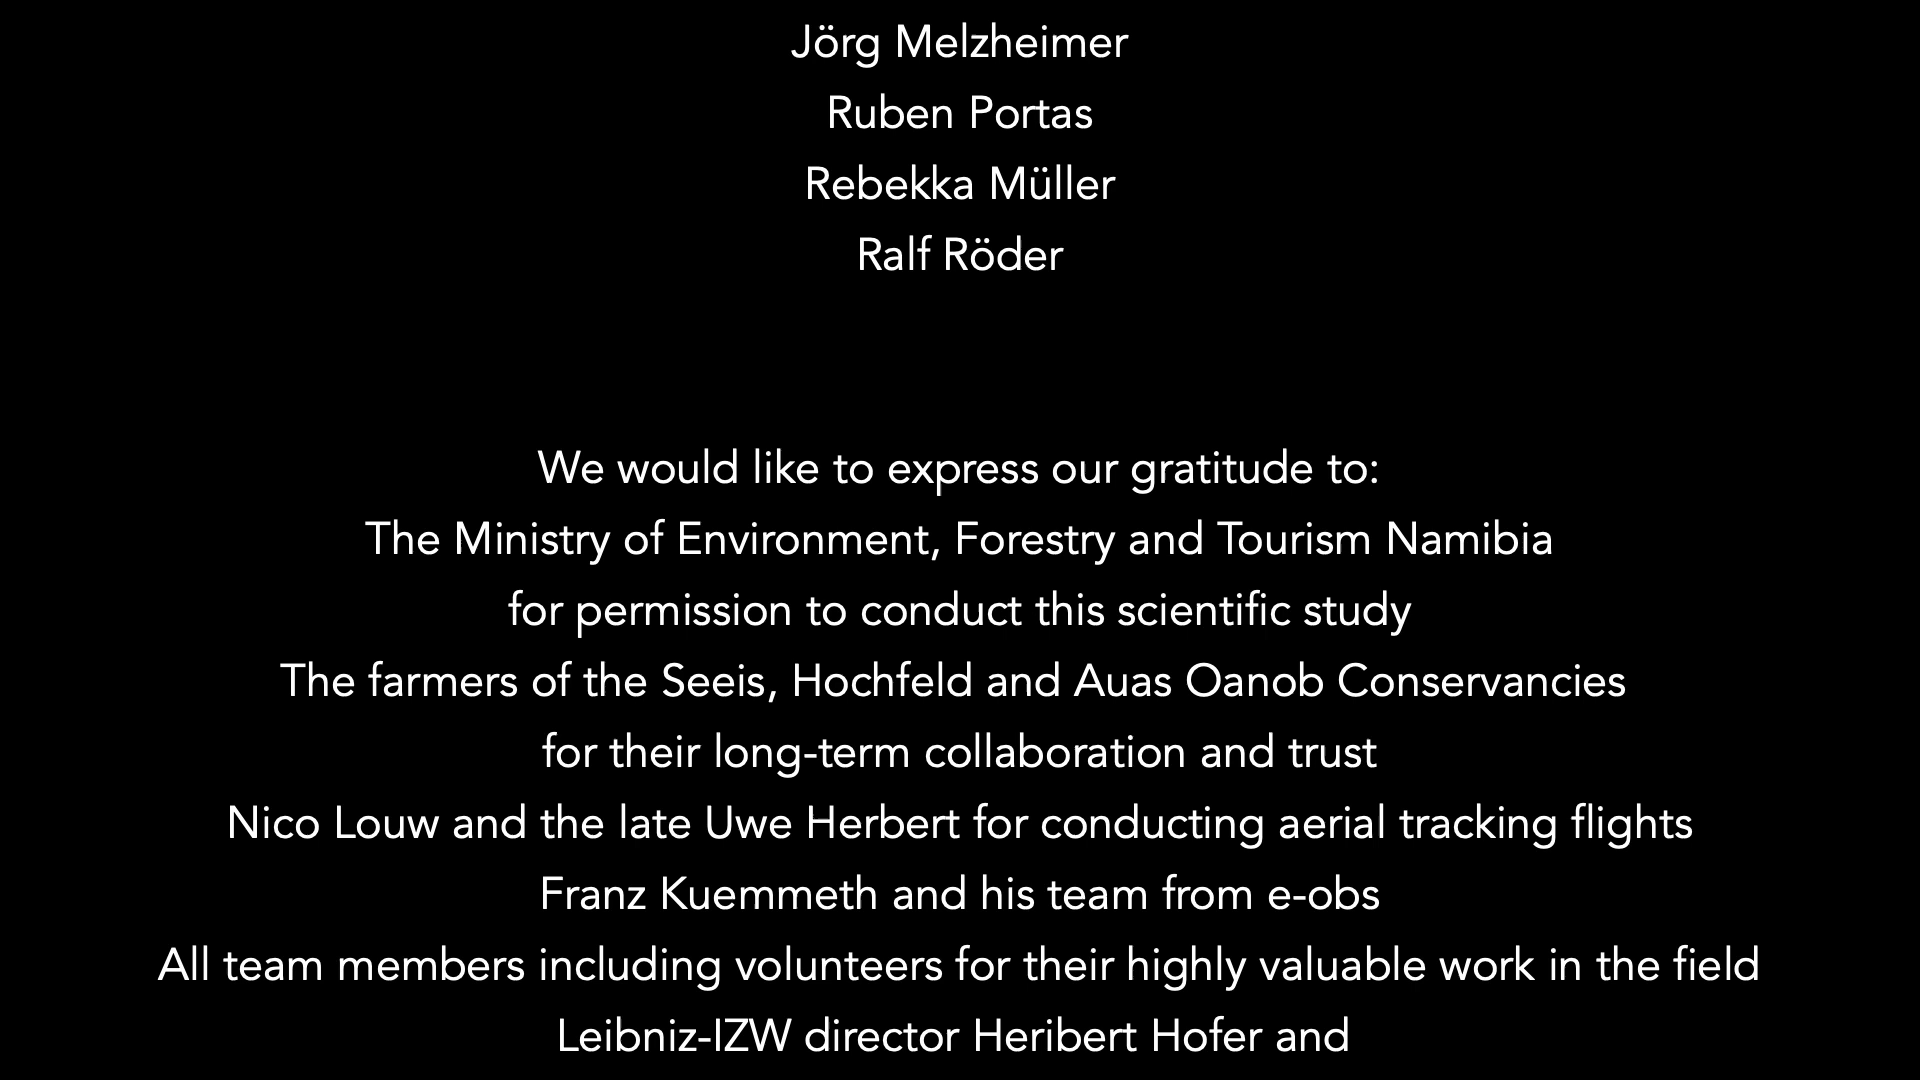 Jörg Melzheimer
Ruben Portas
Rebekka Müller
Ralf Röder
We would like to express our gratitude to:
The Ministry of Environment, Forestry and Tourism Namibia
for permission to conduct this scientific study
The farmers of the Seeis, Hochfeld and Auas Oanob Conservancies
for their long-term collaboration and trust
Nico Louw and the late Uwe Herbert for conducting aerial tracking flights
Franz Kuemmeth and his team from e-obs
All team members including volunteers for their highly valuable work in the field
Leibniz-IZW director Heribert Hofer and